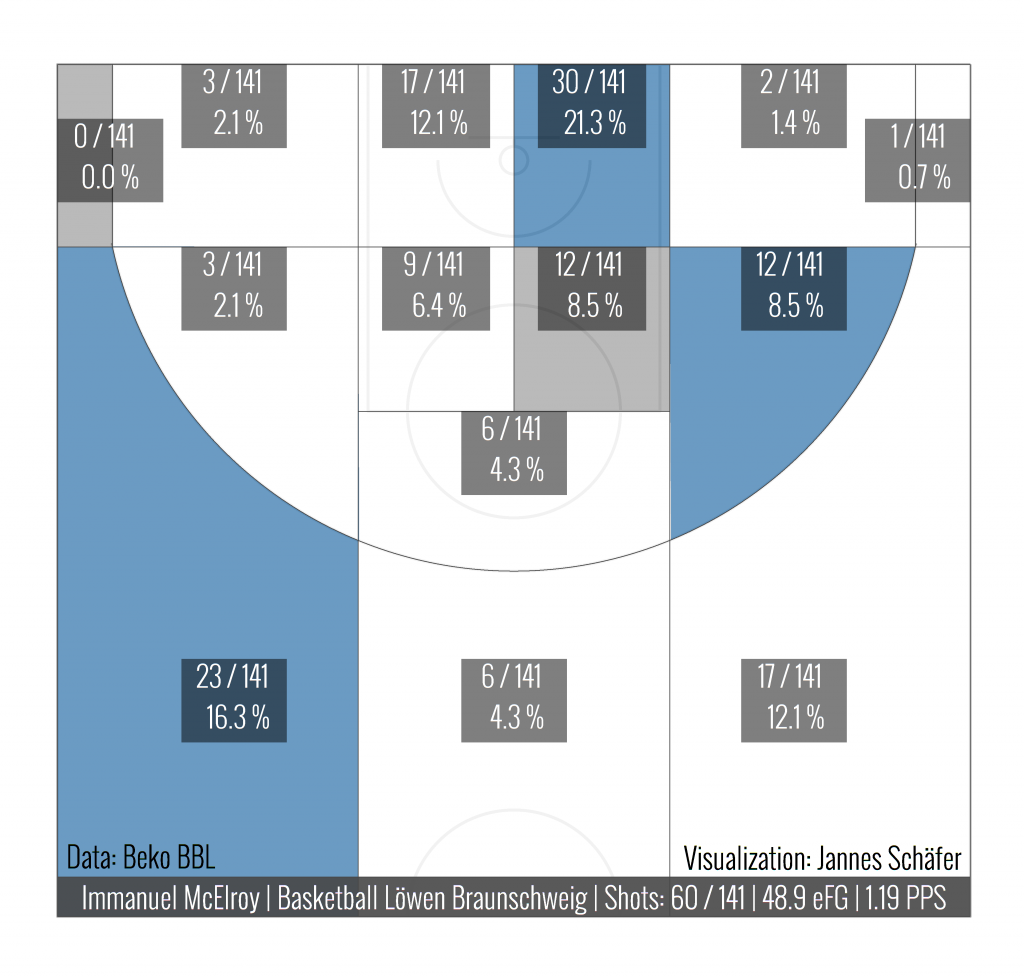 3 / 141
2.1 %
17 / 141
12.1 %
30 / 141
21.3 %
2 / 141
1.4 %
0 / 141
0.0 %
1 / 141
0.7 %
3 / 141
2.1 %
9 / 141
6.4 %
12 / 141
8.5 %
12 / 141
8.5 %
6 / 141
4.3 %
23 / 141
16.3 %
6 / 141
4.3 %
17 / 141
12.1 %
Data: Beko BBL
Visualization: Jannes Schäfer
Immanuel McElroy | Basketball Löwen Braunschweig | Shots: 60 / 141 | 48.9 eFG | 1.19 PPS